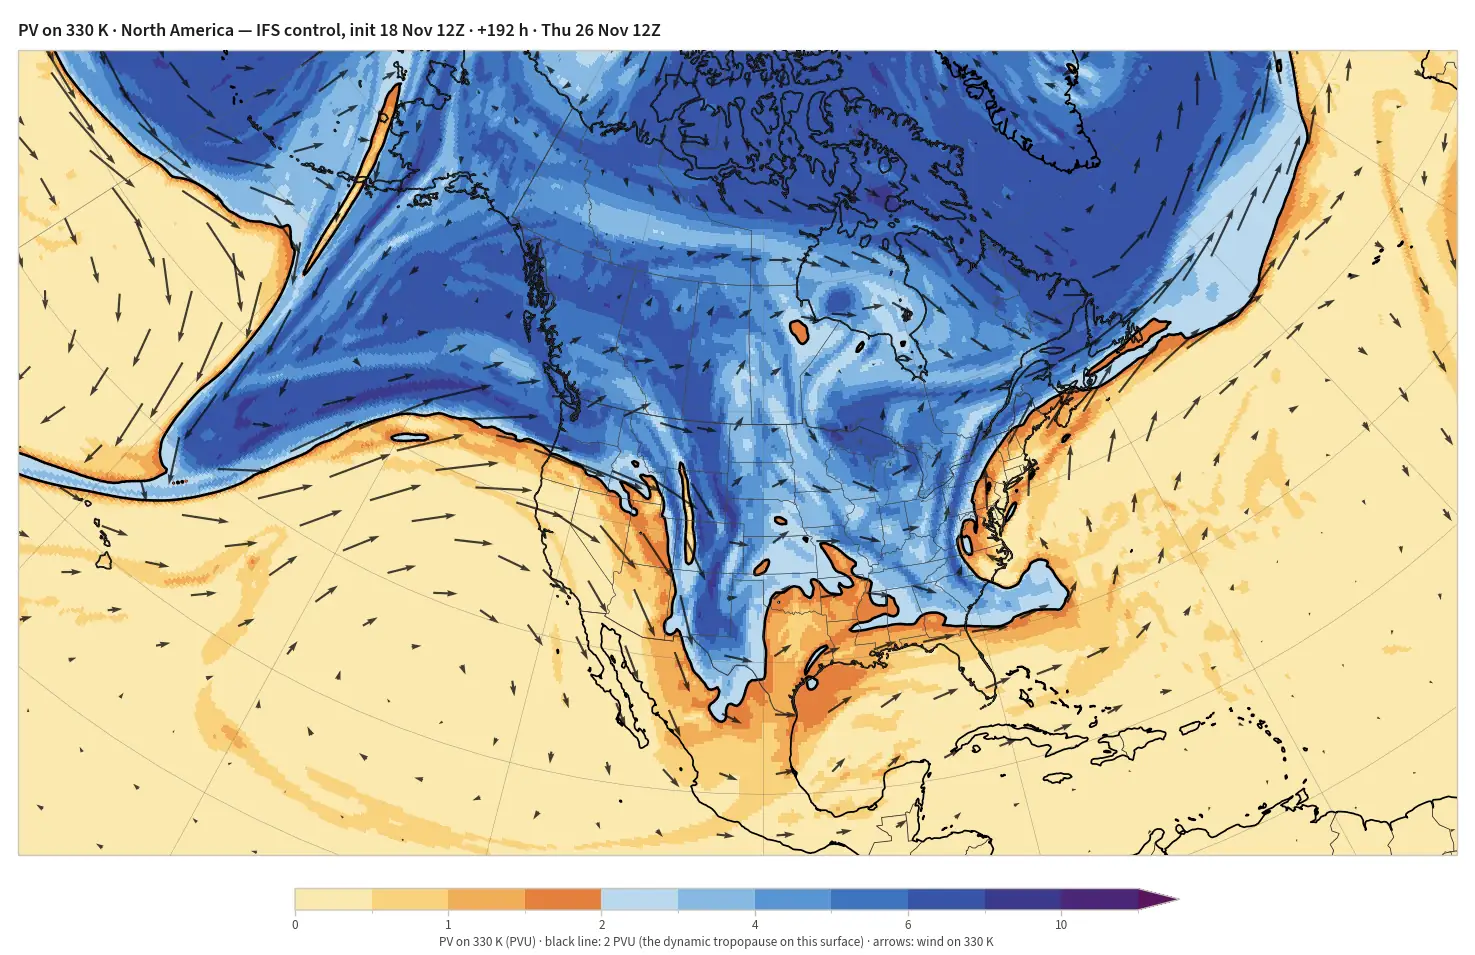 PV on 330 K · North America — IFS control, init 18 Nov 12Z · +192 h · Thu 26 Nov 12Z
0 1 2 4 6 10
PV on 330 K (PVU) · black line: 2 PVU (the dynamic tropopause on this surface) · arrows: wind on 330 K